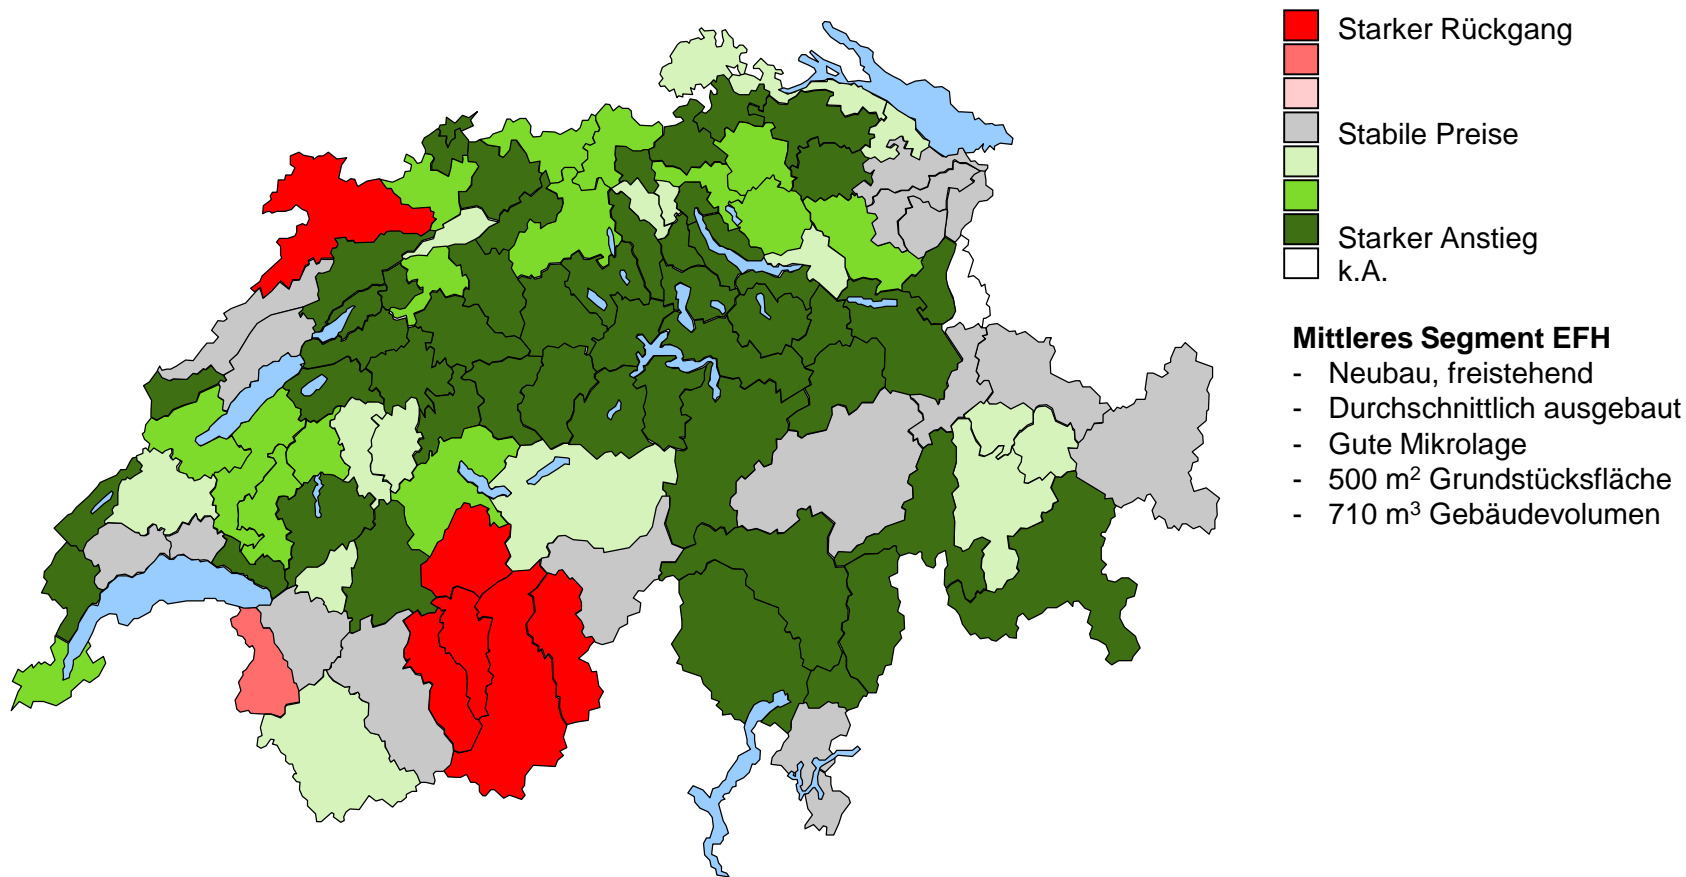 Starker Rückgang
Stabile Preise
Starker Anstieg
k.A.
Mittleres Segment EFH
- Neubau, freistehend
- Durchschnittlich ausgebaut
- Gute Mikrolage
- 500 m² Grundstücksfläche
- 710 m³ Gebäudevolumen